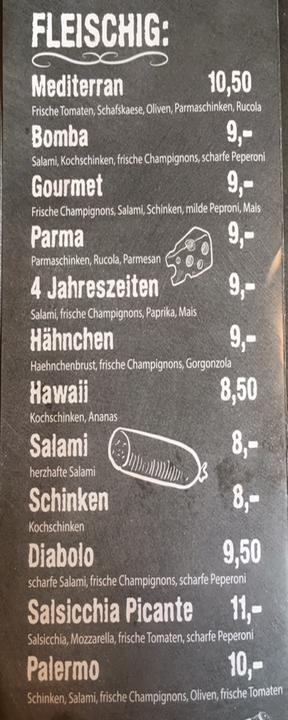 FLEISCHIG:
Mediterran 10,50
Frische Tomaten, Schafskaese, Oliven, Parmaschinken, Rucola
Bomba 9,-
Salami, Kochschinken, frische Champignons, scharfe Peperoni
Gourmet 9,-
Frische Champignons, Salami, Schinken, milde Peproni, Mais
Parma 9,-
Parmaschinken, Rucola, Parmesan
4 Jahreszeiten 9,-
Salami, frische Champignons, Paprika, Mais
Hähnchen 9,-
Haehnchenbrust, frische Champignons, Gorgonzola
Hawaii 8,50
Kochschinken, Ananas
Salami 8,-
herzhafte Salami
Schinken 8,-
Kochschinken
Diabolo 9,50
scharfe Salami, frische Champignons, scharfe Peperoni
Salsicchia Picante 11,-
Salsicchia, Mozzarella, frische Tomaten, scharfe Peperoni
Palermo 10,-
Schinken, Salami, frische Champignons, Oliven, frische Tomaten